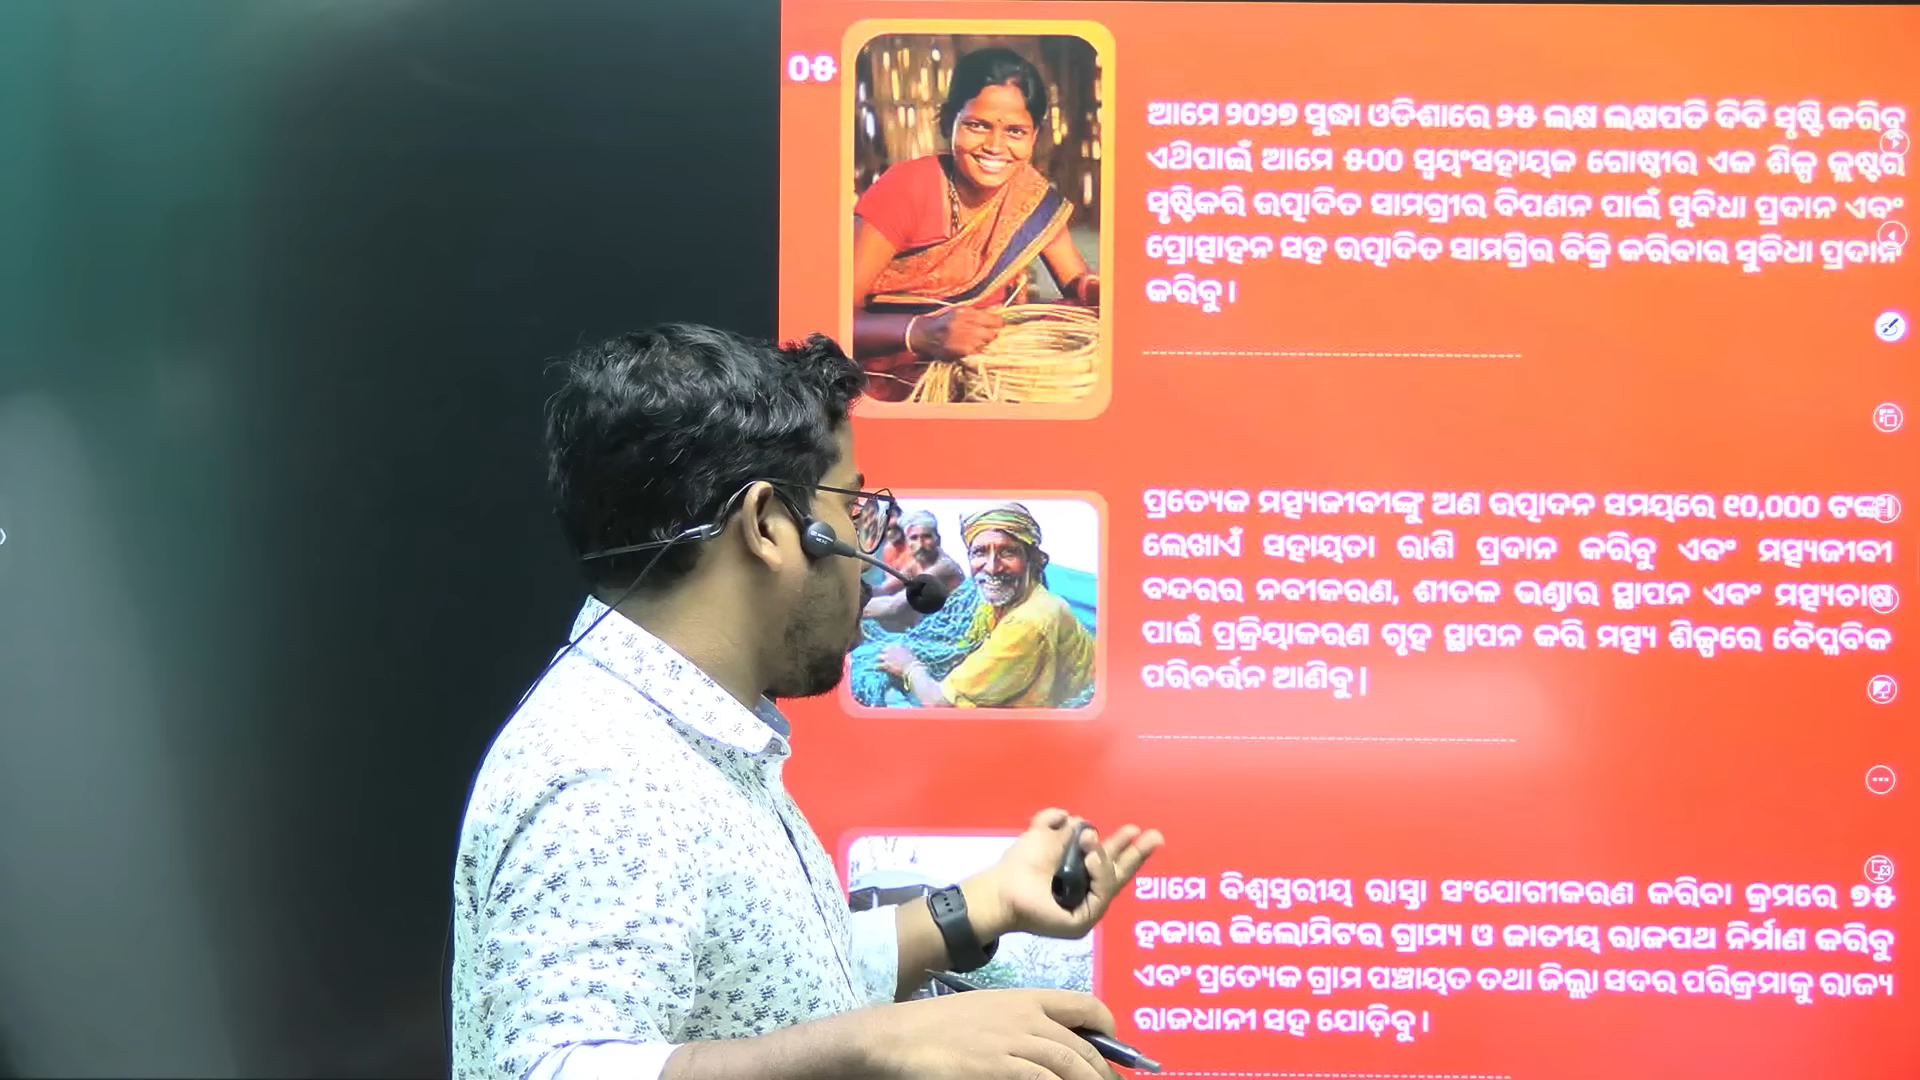 ୦୫
ଆମେ ୨୦୨୭ ସୁଦ୍ଧା ଓଡିଶାରେ ୨୫ ଲକ୍ଷ ଲକ୍ଷପତି ଦିଦି ସୃଷ୍ଟି କରିବୁ
ଏଥିପାଇଁ ଆମେ ୫୦୦ ସ୍ୱୟଂସହାୟକ ଗୋଷ୍ଠୀର ଏକ ଶିଳ୍ପ କ୍ଲଷ୍ଟର
ସୃଷ୍ଟିକରି ଉତ୍ପାଦିତ ସାମଗ୍ରୀର ବିପଣନ ପାଇଁ ସୁବିଧା ପ୍ରଦାନ ଏବଂ
ପ୍ରୋତ୍ସାହନ ସହ ଉତ୍ପାଦିତ ସାମଗ୍ରିର ବିକ୍ରି କରିବାର ସୁବିଧା ପ୍ରଦାନ
କରିବୁ ।
ପ୍ରତ୍ୟେକ ମତ୍ସ୍ୟଜୀବୀଙ୍କୁ ଅଣ ଉତ୍ପାଦନ ସମୟରେ ୧୦,୦୦୦ ଟଙ୍କା
ଲେଖାଏଁ ସହାୟତା ରାଶି ପ୍ରଦାନ କରିବୁ ଏବଂ ମତ୍ସ୍ୟଜୀବୀ
ବନ୍ଦରର ନବୀକରଣ, ଶୀତଳ ଭଣ୍ଡାର ସ୍ଥାପନ ଏବଂ ମତ୍ସ୍ୟଚାଷ
ପାଇଁ ପ୍ରକ୍ରିୟାକରଣ ଗୃହ ସ୍ଥାପନ କରି ମତ୍ସ୍ୟ ଶିଳ୍ପରେ ବୈପ୍ଳବିକ
ପରିବର୍ତ୍ତନ ଆଣିବୁ |
ଆମେ ବିଶ୍ୱସ୍ତରୀୟ ରାସ୍ତା ସଂଯୋଗୀକରଣ କରିବା କ୍ରମରେ ୭୫
ହଜାର କିଲୋମିଟର ଗ୍ରାମ୍ୟ ଓ ଜାତୀୟ ରାଜପଥ ନିର୍ମାଣ କରିବୁ
ଏବଂ ପ୍ରତ୍ୟେକ ଗ୍ରାମ ପଞ୍ଚାୟତ ତଥା ଜିଲ୍ଲା ସଦର ପରିକ୍ରମାକୁ ରାଜ୍ୟ
ରାଜଧାନୀ ସହ ଯୋଡ଼ିବୁ ।